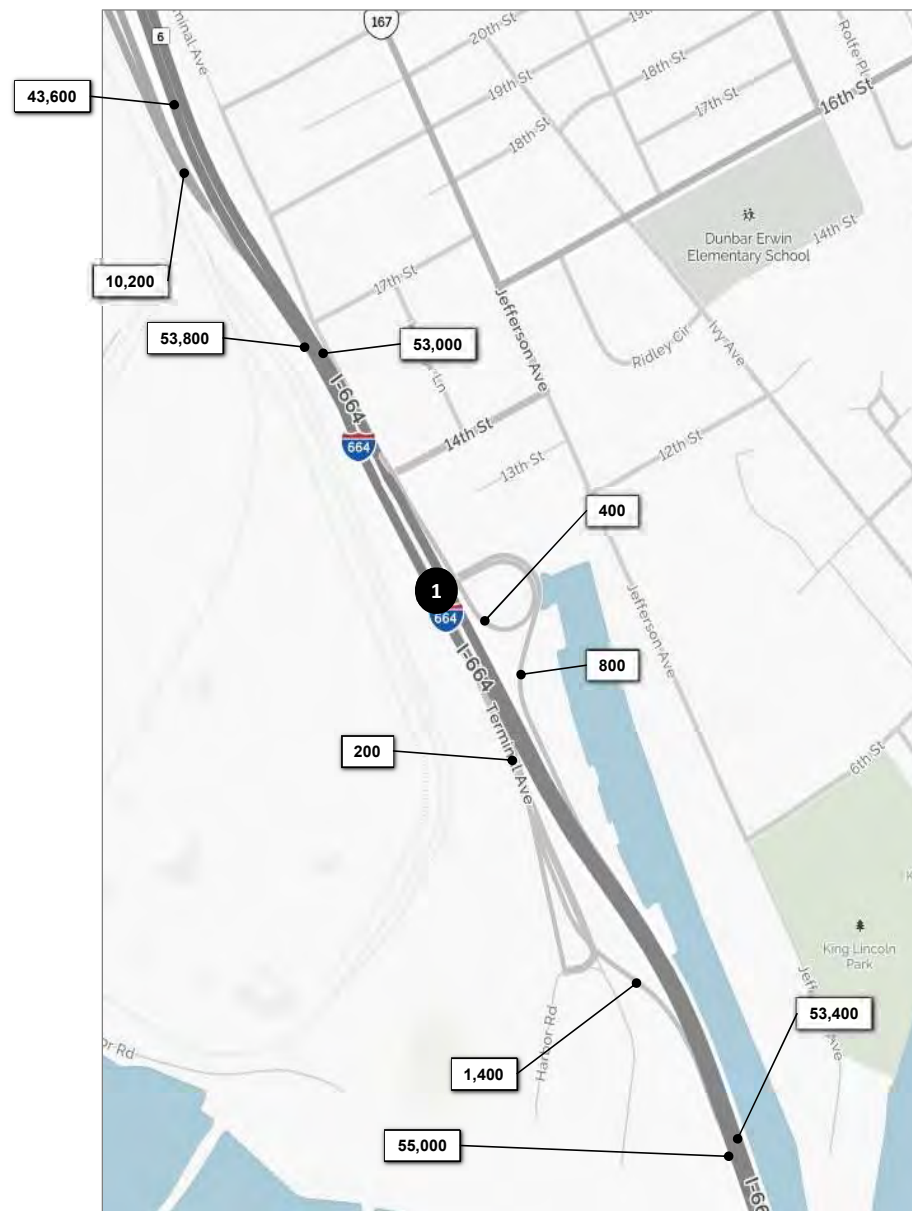 167
6
Terminal Ave
20th St
19th St
Rolfe Pl
43,600
19th St
18th St
17th St
16th St
18th St
Dunbar Erwin
Elementary School
14th St
10,200
17th St
Jefferson Ave
Ivy Ave
53,800
53,000
Ridley Cir
Ln
I-664
664
14th St
12th St
13th St
400
1
664
Jefferson Ave
I-664
800
200
Terminal Ave
6th St
King Lincoln
Park
Harbor Rd
53,400
1,400
55,000